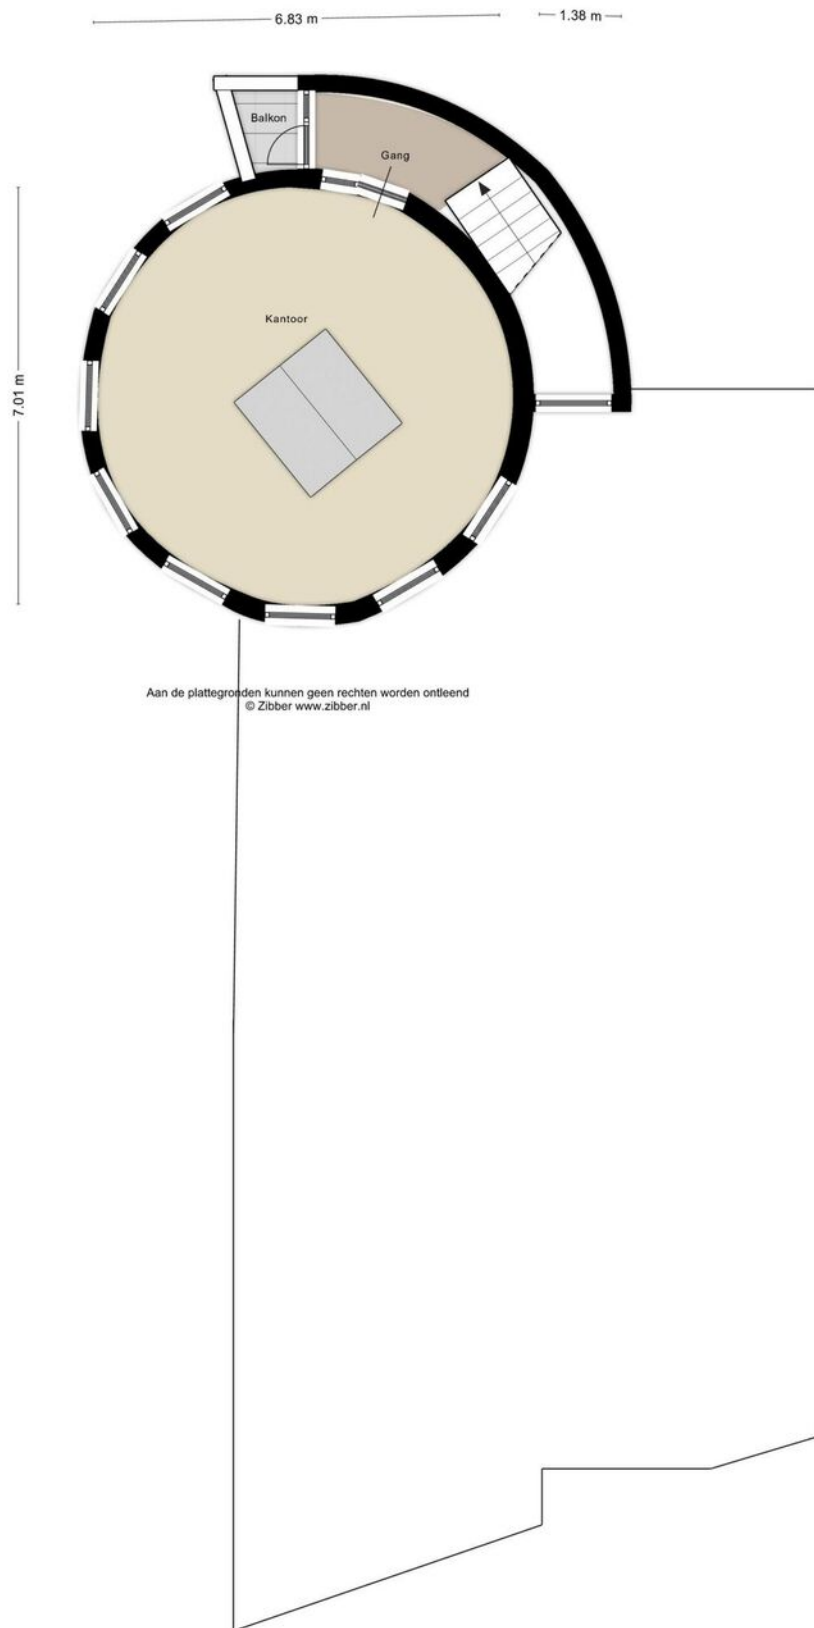 6.83 m
1.38 m
Balkon
Gang
Kantoor
7.01 m
Aan de plattegronden kunnen geen rechten worden ontleend
© Zibber www.zibber.nl